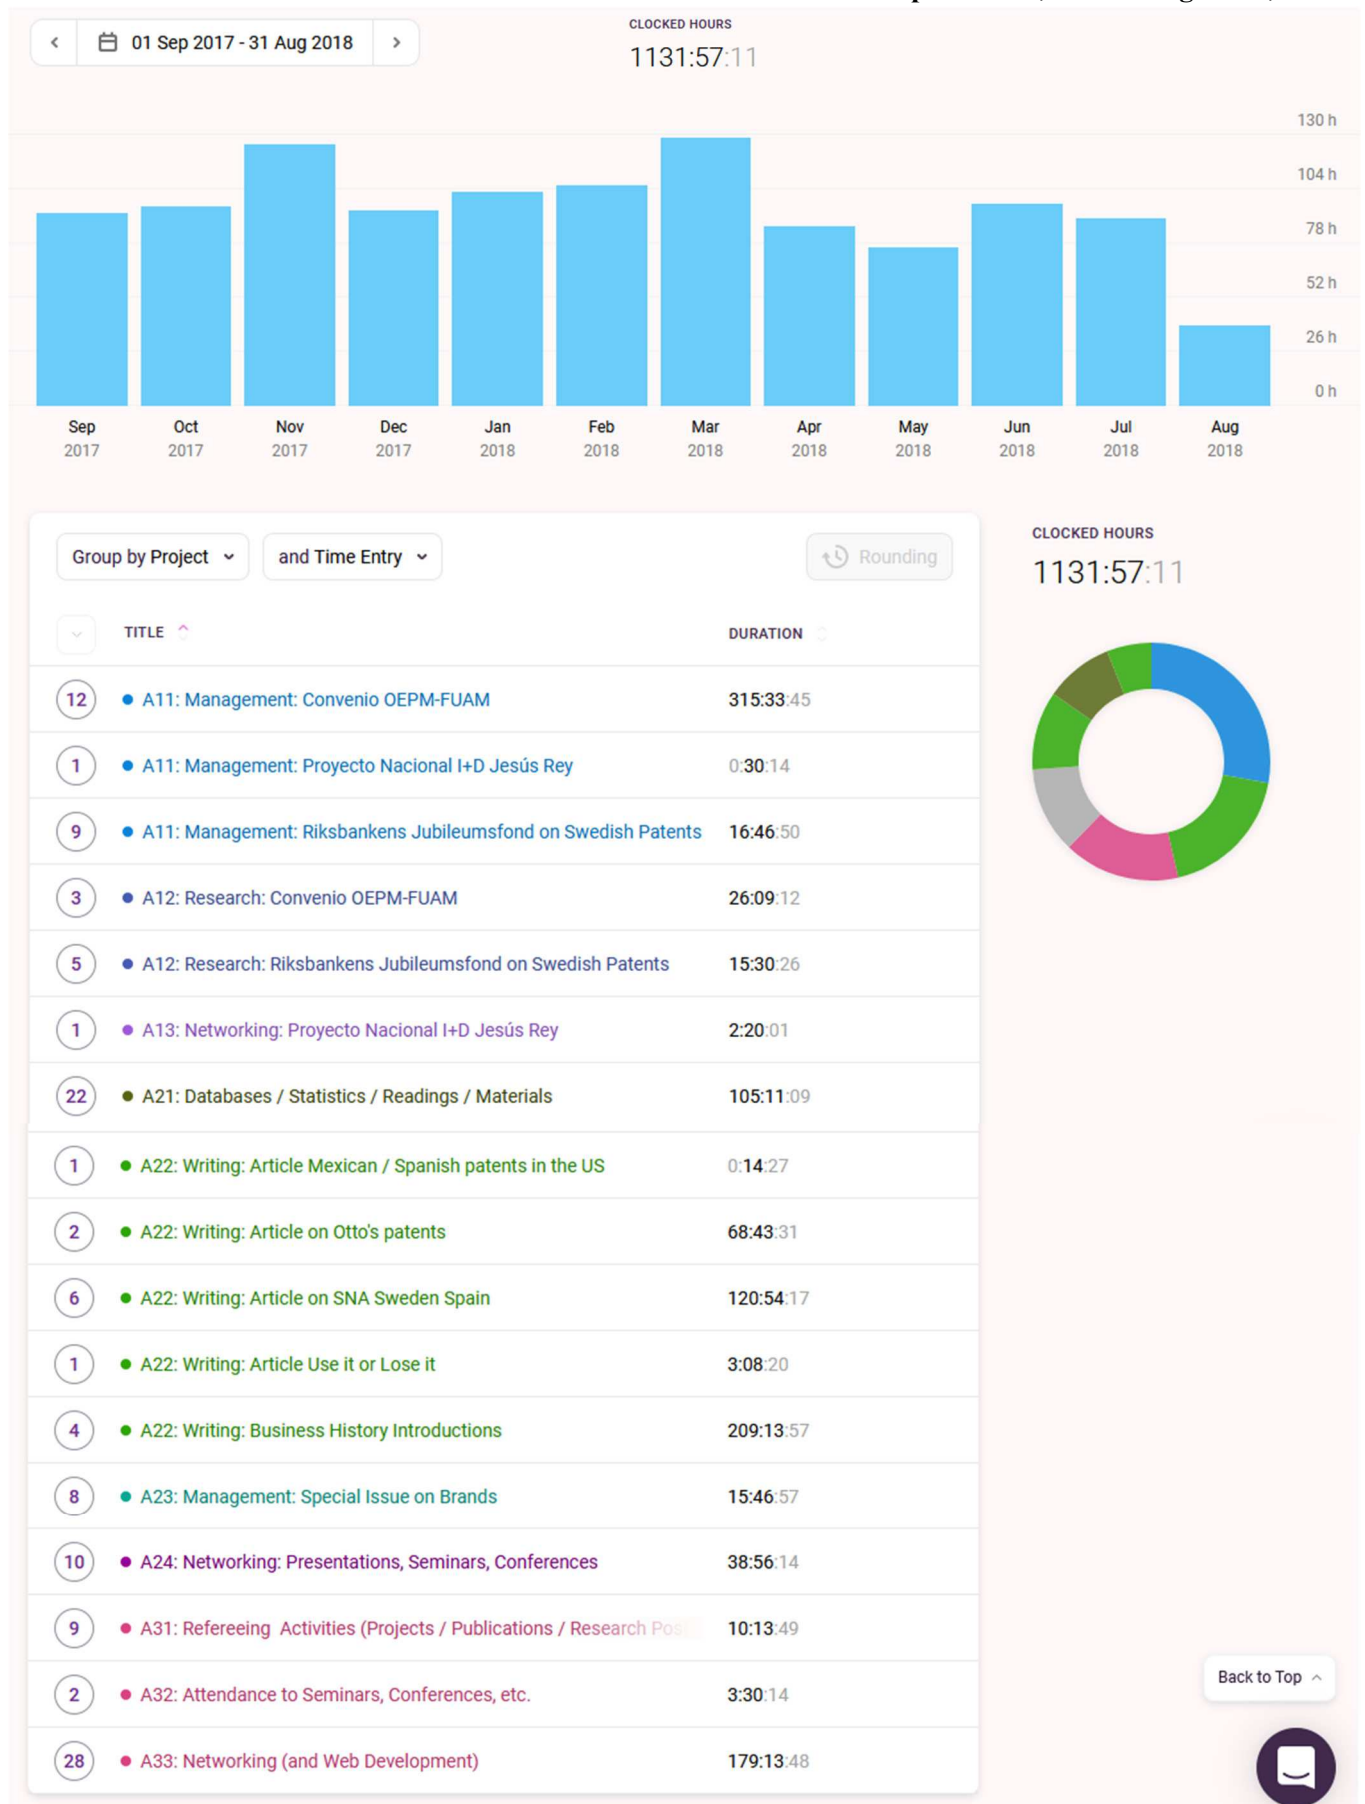 CLOCKED HOURS
01 Sep 2017 - 31 Aug 2018
1131:57:11
130 h
104 h
78 h
52 h
26 h
0 h
Sep Oct Nov Dec Jan Feb Mar Apr May Jun Jul Aug
2017 2017 2017 2017 2018 2018 2018 2018 2018 2018 2018 2018
Group by Project and Time Entry Rounding
CLOCKED HOURS
1131:57:11
TITLE DURATION
12 A11: Management: Convenio OEPM-FUAM 315:33:45
1 A11: Management: Proyecto Nacional I+D Jesús Rey 0:30:14
9 A11: Management: Riksbankens Jubileumsfond on Swedish Patents 16:46:50
3 A12: Research: Convenio OEPM-FUAM 26:09:12
5 A12: Research: Riksbankens Jubileumsfond on Swedish Patents 15:30:26
1 A13: Networking: Proyecto Nacional I+D Jesús Rey 2:20:01
22 A21: Databases / Statistics / Readings / Materials 105:11:09
1 A22: Writing: Article Mexican / Spanish patents in the US 0:14:27
2 A22: Writing: Article on Otto's patents 68:43:31
6 A22: Writing: Article on SNA Sweden Spain 120:54:17
1 A22: Writing: Article Use it or Lose it 3:08:20
4 A22: Writing: Business History Introductions 209:13:57
8 A23: Management: Special Issue on Brands 15:46:57
10 A24: Networking: Presentations, Seminars, Conferences 38:56:14
9 A31: Refereeing Activities (Projects / Publications / Research Pos 10:13:49
2 A32: Attendance to Seminars, Conferences, etc. 3:30:14
Back to Top
28 A33: Networking (and Web Development) 179:13:48